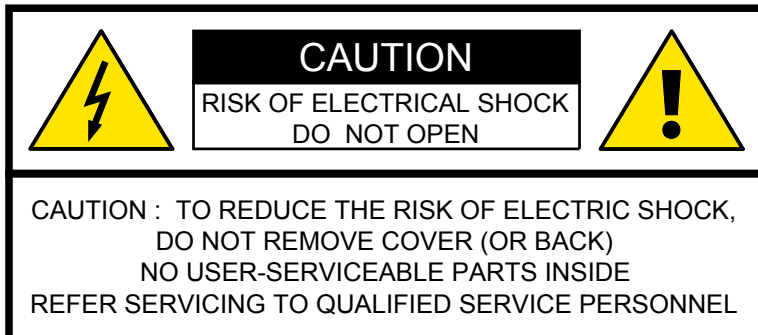 CAUTION
RISK OF ELECTRICAL SHOCK
DO NOT OPEN
CAUTION : TO REDUCE THE RISK OF ELECTRIC SHOCK,
DO NOT REMOVE COVER (OR BACK)
NO USER-SERVICEABLE PARTS INSIDE
REFER SERVICING TO QUALIFIED SERVICE PERSONNEL